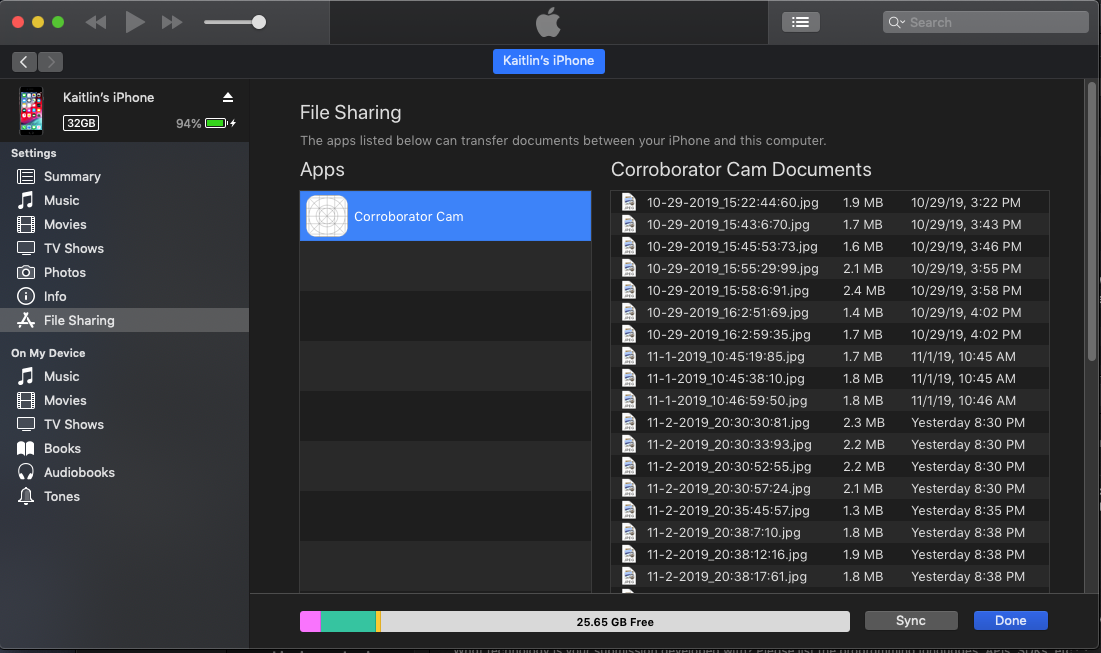 Search
Kaitlin's iPhone
Kaitlin's iPhone
32GB
94%
Settings
Summary
Music
Movies
TV Shows
Photos
Info
File Sharing
On My Device
Music
Movies
TV Shows
Books
Audiobooks
Tones
File Sharing
The apps listed below can transfer documents between your iPhone and this computer.
Apps
Corroborator Cam
Corroborator Cam Documents
10-29-2019_15:22:44:60.jpg 1.9 MB 10/29/19, 3:22 PM
10-29-2019_15:43:6:70.jpg 1.7 MB 10/29/19, 3:43 PM
10-29-2019_15:45:53:73.jpg 1.6 MB 10/29/19, 3:46 PM
10-29-2019_15:55:29:99.jpg 2.1 MB 10/29/19, 3:55 PM
10-29-2019_15:58:6:91.jpg 2.4 MB 10/29/19, 3:58 PM
10-29-2019_16:2:51:69.jpg 1.4 MB 10/29/19, 4:02 PM
10-29-2019_16:2:59:35.jpg 1.7 MB 10/29/19, 4:02 PM
11-1-2019_10:45:19:85.jpg 1.7 MB 11/1/19, 10:45 AM
11-1-2019_10:45:38:10.jpg 1.8 MB 11/1/19, 10:45 AM
11-1-2019_10:46:59:50.jpg 1.8 MB 11/1/19, 10:46 AM
11-2-2019_20:30:30:81.jpg 2.3 MB Yesterday 8:30 PM
11-2-2019_20:30:33:93.jpg 2.2 MB Yesterday 8:30 PM
11-2-2019_20:30:52:55.jpg 2.2 MB Yesterday 8:30 PM
11-2-2019_20:30:57:24.jpg 2.1 MB Yesterday 8:30 PM
11-2-2019_20:35:45:57.jpg 1.3 MB Yesterday 8:35 PM
11-2-2019_20:38:7:10.jpg 1.8 MB Yesterday 8:38 PM
11-2-2019_20:38:12:16.jpg 1.9 MB Yesterday 8:38 PM
11-2-2019_20:38:17:61.jpg 1.8 MB Yesterday 8:38 PM
25.65 GB Free
Sync
Done